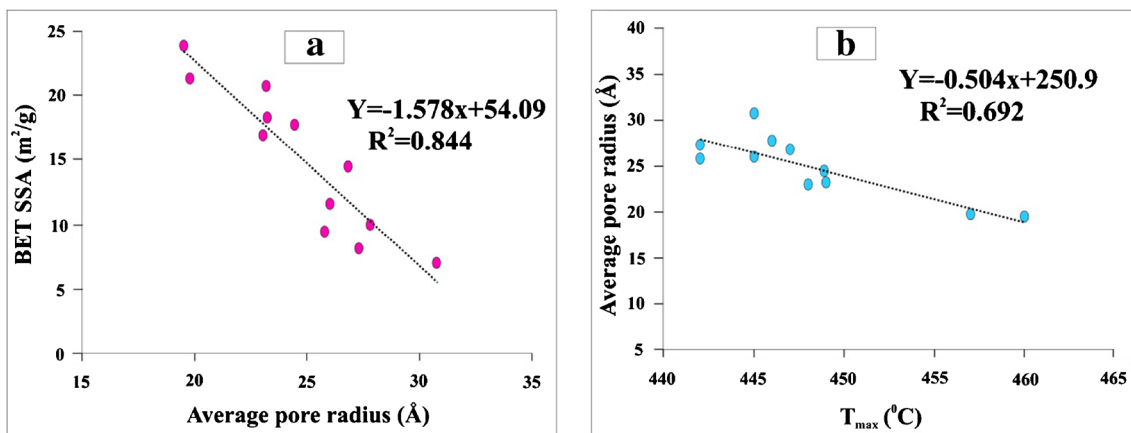 a
Y=-1.578x+54.09
R²=0.844
BET SSA (m²/g)
25
20
15
10
5
0
15 20 25 30 35
Average pore radius (Å)
b
Y=-0.504x+250.9
R²=0.692
Average pore radius (Å)
40
35
30
25
20
15
10
5
440 445 450 455 460 465
Tmax (⁰C)